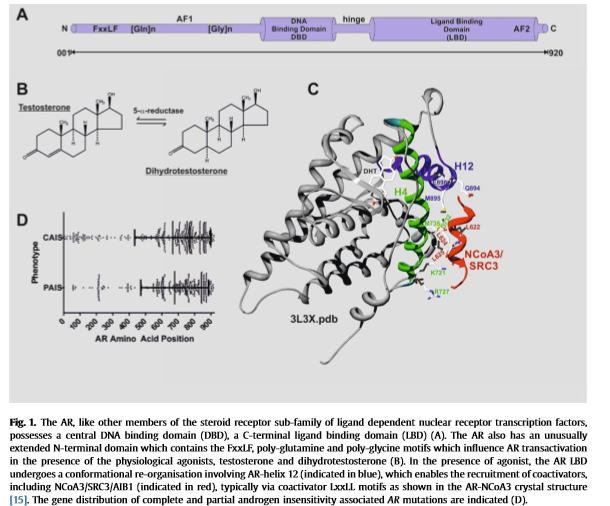 A
AF1
N
FxxLF
[Gln]n
[Gly]n
DNA
Binding Domain
DBD
hinge
Ligand Binding
Domain
(LBD)
AF2
C
001
920
B
Testosterone
5-α-reductase
Dihydrotestosterone
CH₃
OH
CH₃
H
H
H
O
CH₃
OH
CH₃
H
H
H
O
H
C
DHT
H4
H12
M895
Q894
L622
L625
K721
R727
NCoA3/
SRC3
3L3X.pdb
D
Phenotype
CAIS
PAIS
0
100
200
300
400
500
600
700
800
900
AR Amino Acid Position
Fig. 1. The AR, like other members of the steroid receptor sub-family of ligand dependent nuclear receptor transcription factors,
possesses a central DNA binding domain (DBD), a C-terminal ligand binding domain (LBD) (A). The AR also has an unusually
extended N-terminal domain which contains the FxxLF, poly-glutamine and poly-glycine motifs which influence AR transactivation
in the presence of the physiological agonists, testosterone and dihydrotestosterone (B). In the presence of agonist, the AR LBD
undergoes a conformational re-organisation involving AR-helix 12 (indicated in blue), which enables the recruitment of coactivators,
including NCoA3/SRC3/AIB1 (indicated in red), typically via coactivator LxxLL motifs as shown in the AR-NCoA3 crystal structure
[15]. The gene distribution of complete and partial androgen insensitivity associated AR mutations are indicated (D).